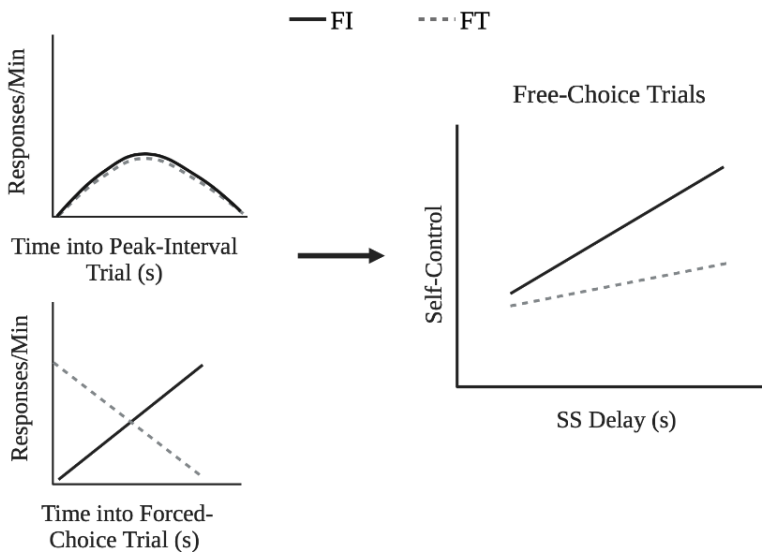 FI
FT
Responses/Min
Time into Peak-Interval
Trial (s)
Responses/Min
Time into Forced-
Choice Trial (s)
Free-Choice Trials
Self-Control
SS Delay (s)